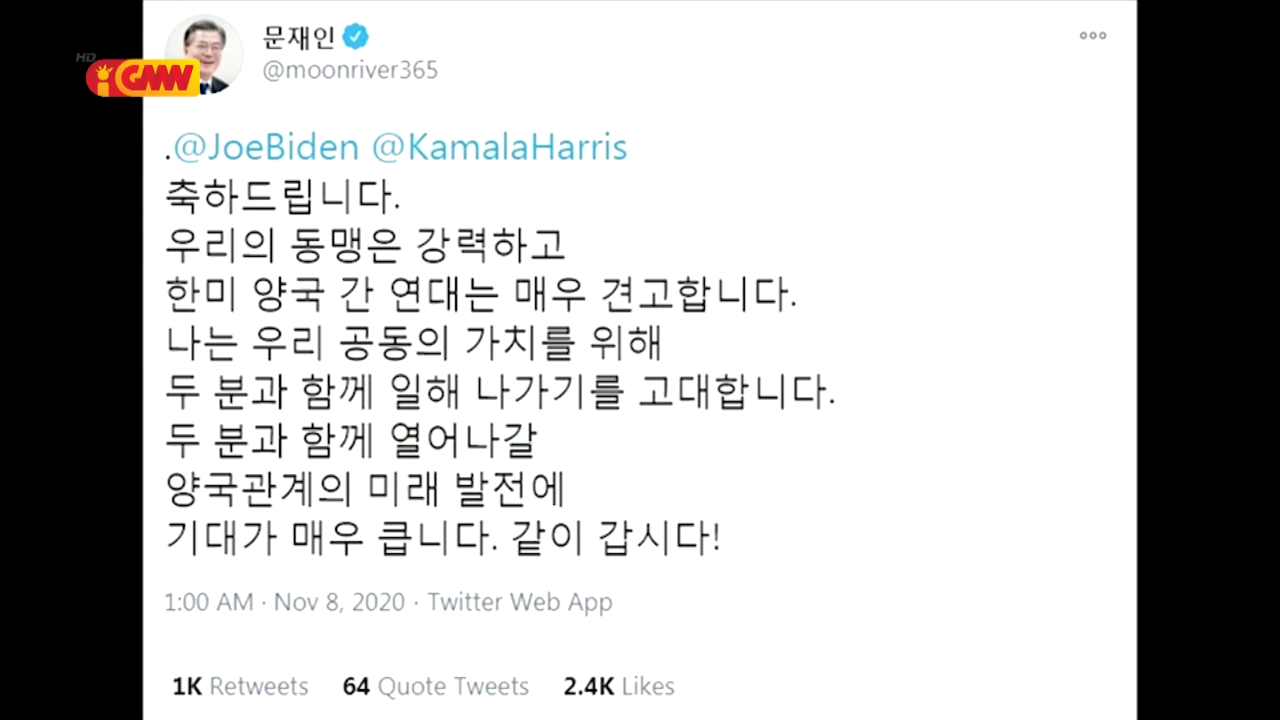 문재인
@moonriver365
HD
iGMW
.@JoeBiden @KamalaHarris
축하드립니다.
우리의 동맹은 강력하고
한미 양국 간 연대는 매우 견고합니다.
나는 우리 공동의 가치를 위해
두 분과 함께 일해 나가기를 고대합니다.
두 분과 함께 열어나갈
양국관계의 미래 발전에
기대가 매우 큽니다. 같이 갑시다!
1:00 AM · Nov 8, 2020 · Twitter Web App
1K Retweets 64 Quote Tweets 2.4K Likes